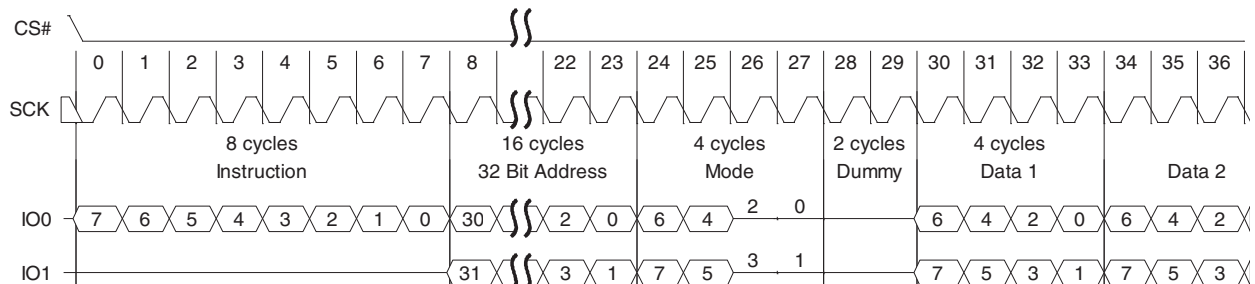 CS#
0 1 2 3 4 5 6 7 8 22 23 24 25 26 27 28 29 30 31 32 33 34 35 36
SCK
8 cycles 16 cycles 4 cycles 2 cycles 4 cycles
Instruction 32 Bit Address Mode Dummy Data 1 Data 2
IO0 7 6 5 4 3 2 1 0 30 2 0 6 4 2 0 6 4 2 0 6 4 2
IO1 31 3 1 7 5 3 1 7 5 3 1 7 5 3